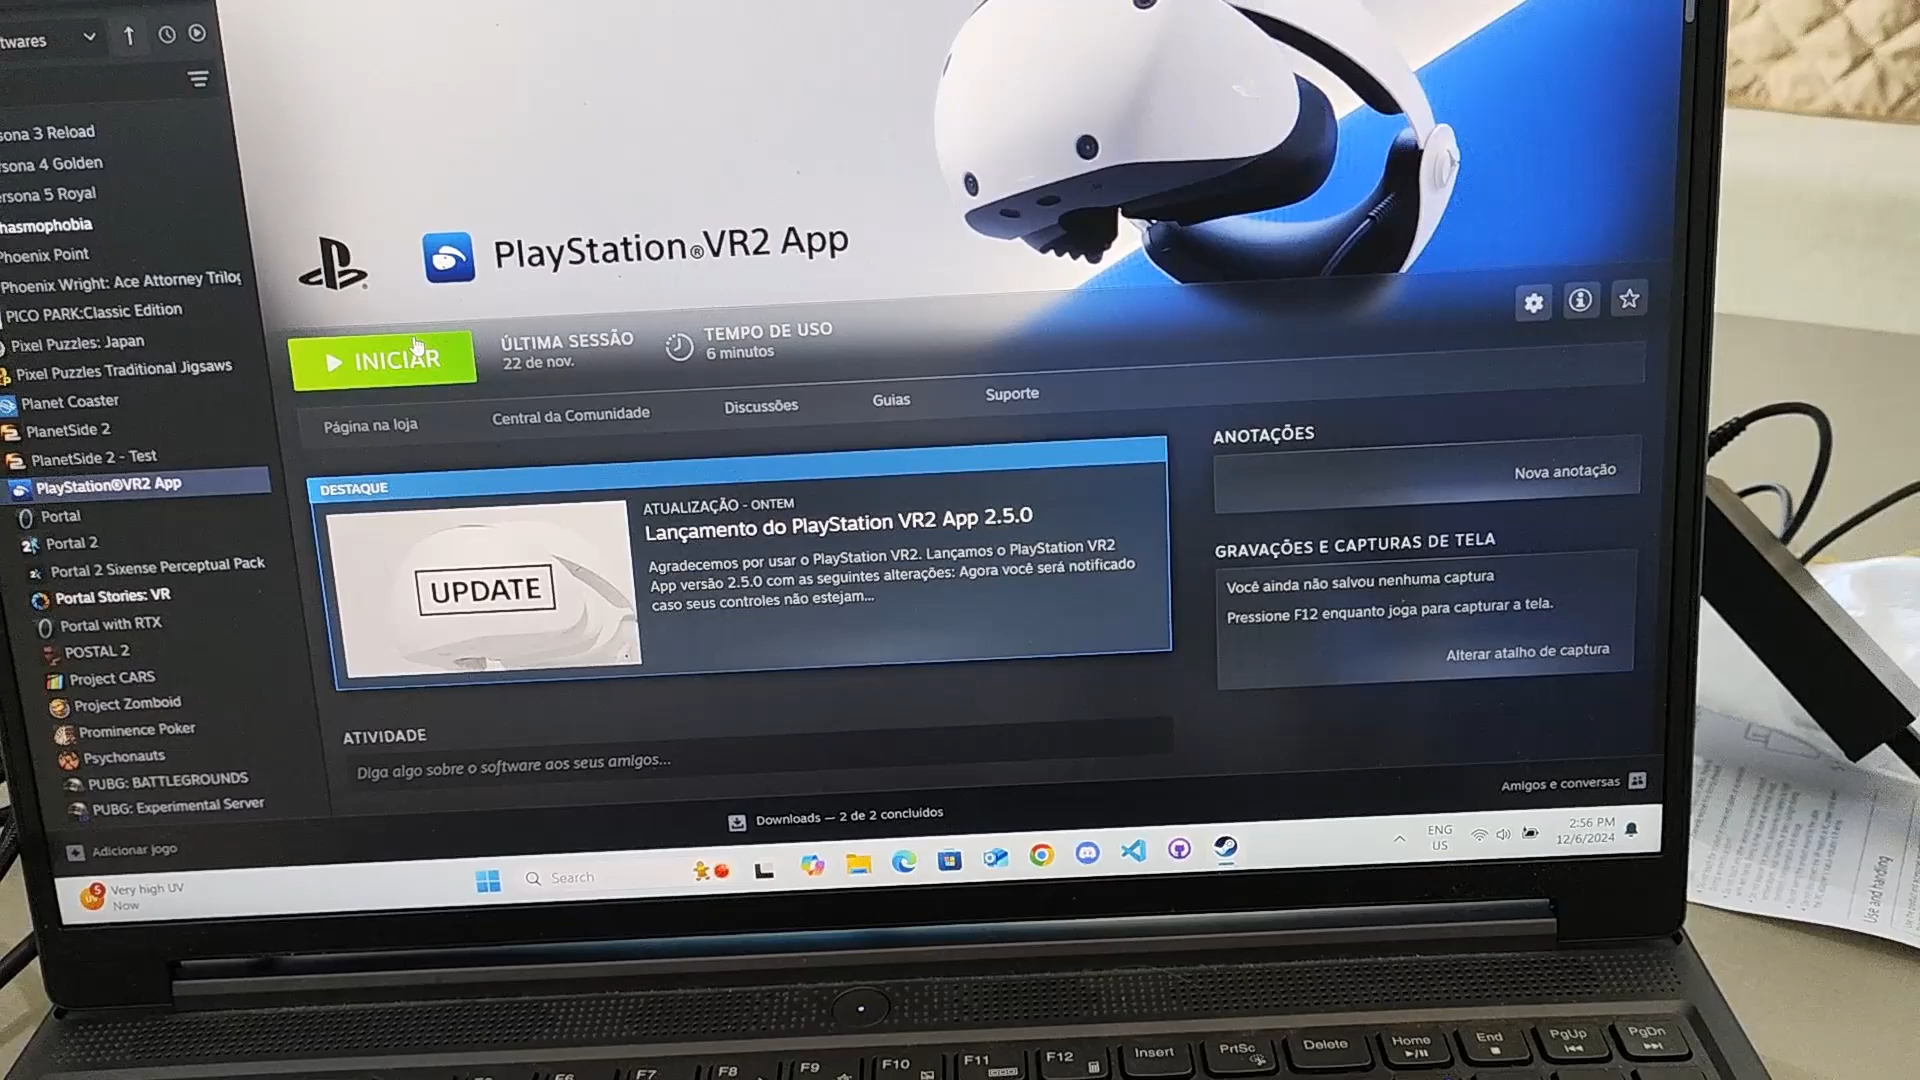 twares
sona 3 Reload
rsona 4 Golden
ersona 5 Royal
hasmophobia
Phoenix Point
Phoenix Wright: Ace Attorney Trilog
PICO PARK:Classic Edition
Pixel Puzzles: Japan
Pixel Puzzles Traditional Jigsaws
Planet Coaster
PlanetSide 2
PlanetSide 2 - Test
PlayStation®VR2 App
Portal
Portal 2
Portal 2 Sixense Perceptual Pack
Portal Stories: VR
Portal with RTX
POSTAL 2
Project CARS
Project Zomboid
Prominence Poker
Psychonauts
PUBG: BATTLEGROUNDS
PUBG: Experimental Server
Adicionar jogo
PlayStation®VR2 App
INICIAR
ÚLTIMA SESSÃO
22 de nov.
TEMPO DE USO
6 minutos
Página na loja
Central da Comunidade
Discussões
Guias
Suporte
DESTAQUE
UPDATE
ATUALIZAÇÃO - ONTEM
Lançamento do PlayStation VR2 App 2.5.0
Agradecemos por usar o PlayStation VR2. Lançamos o PlayStation VR2
App versão 2.5.0 com as seguintes alterações: Agora você será notificado
caso seus controles não estejam...
ANOTAÇÕES
Nova anotação
GRAVAÇÕES E CAPTURAS DE TELA
Você ainda não salvou nenhuma captura
Pressione F12 enquanto joga para capturar a tela.
Alterar atalho de captura
ATIVIDADE
Diga algo sobre o software aos seus amigos...
Downloads — 2 de 2 concluídos
Amigos e conversas
5
Very high UV
Now
Search
ENG
US
2:56 PM
12/6/2024
F6
F7
F8
F9
F10
F11
F12
Insert
PrtSc
Delete
Home
End
PgUp
PgDn
Use and handling